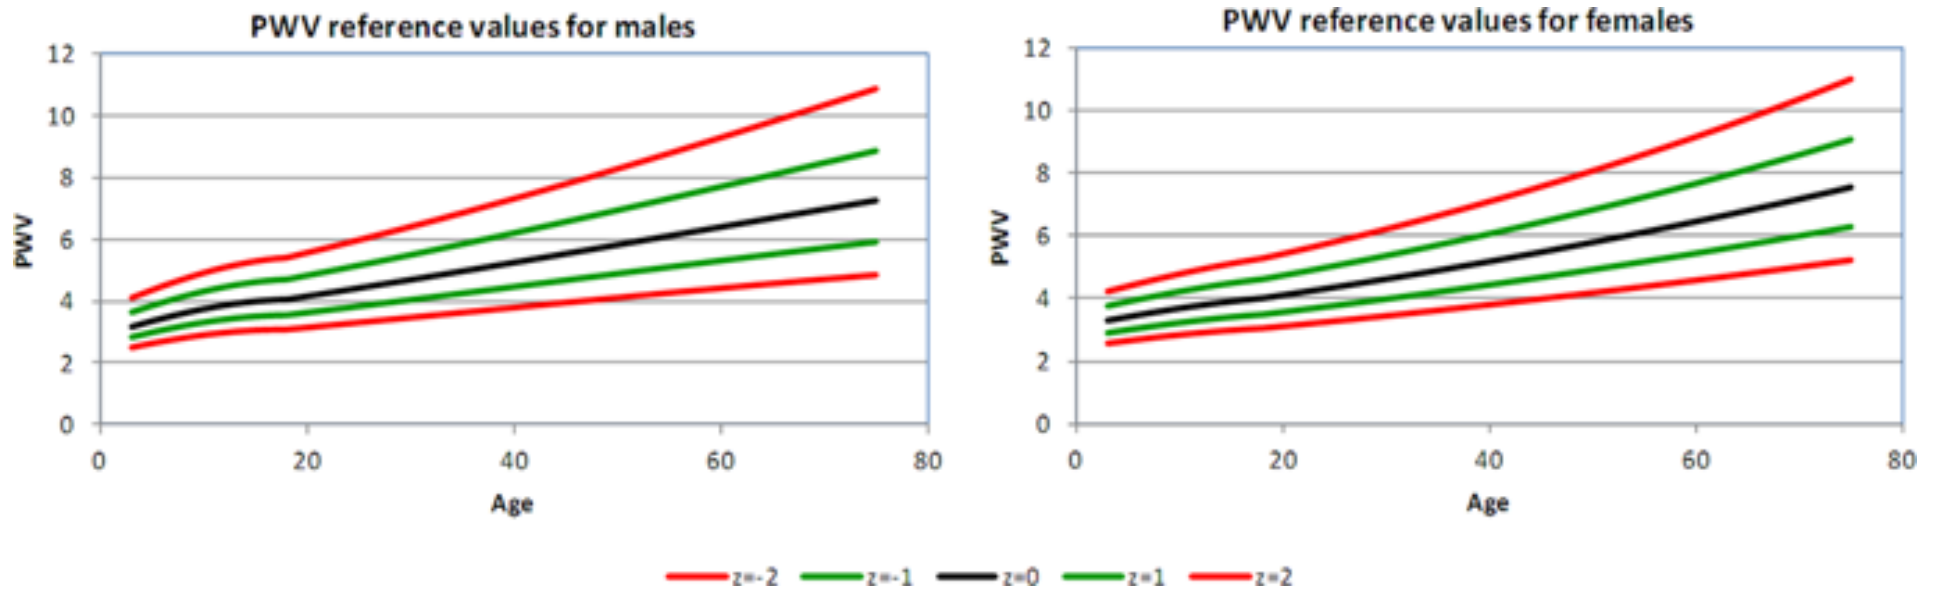 PWV reference values for males
12
10
8
6
4
2
0
PWV
0 20 40 60 80
Age
PWV reference values for females
12
10
8
6
4
2
0
PWV
0 20 40 60 80
Age
z=-2 z=-1 z=0 z=1 z=2